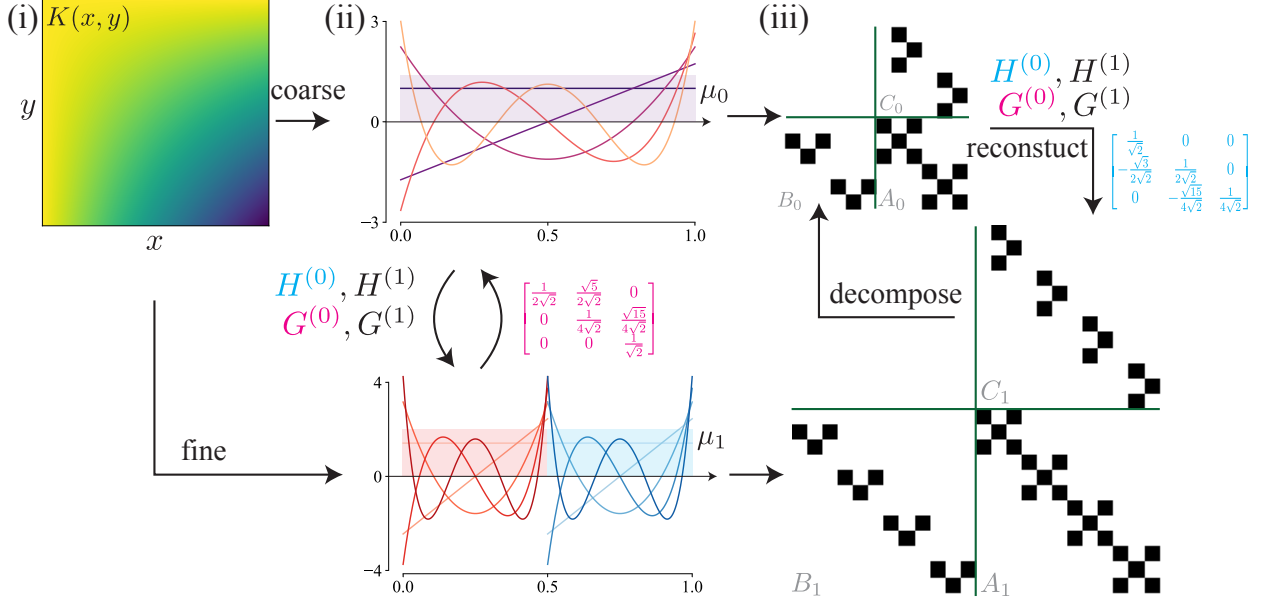 (i)
K(x, y)
y
x
coarse
fine
(ii)
3
0
−3
0.0 0.5 1.0
μ₀
H⁽⁰⁾, H⁽¹⁾
G⁽⁰⁾, G⁽¹⁾
1/2√2 √5/2√2 0
0 1/4√2 √15/4√2
0 0 1/√2
4
0
−4
0.0 0.5 1.0
μ₁
(iii)
C₀
B₀ A₀
H⁽⁰⁾, H⁽¹⁾
G⁽⁰⁾, G⁽¹⁾
reconstuct
1/√2 0 0
−√3/2√2 1/2√2 0
0 −√15/4√2 1/4√2
decompose
C₁
B₁ A₁